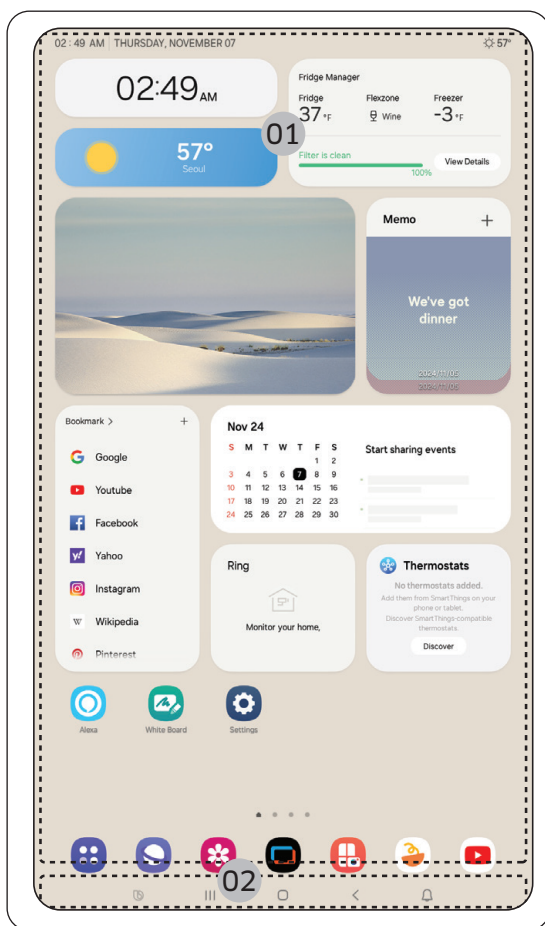 02 : 49 AM THURSDAY, NOVEMBER 07 57°
02:49 AM
Fridge Manager
Fridge Flexzone Freezer
37 °F Wine -3 °F
01
57°
Seoul
Filter is clean
100%
View Details
Memo +
We've got
dinner
2024/11/05
2024/11/05
Bookmark > +
Google
Youtube
Facebook
Yahoo
Instagram
W Wikipedia
Pinterest
Nov 24
S M T W T F S
1 2
3 4 5 6 7 8 9
10 11 12 13 14 15 16
17 18 19 20 21 22 23
24 25 26 27 28 29 30
Start sharing events
Ring
Monitor your home,
Thermostats
No thermostats added.
Add them from SmartThings on your
phone or tablet.
Discover SmartThings-compatible
thermostats.
Discover
Alexa White Board Settings
02